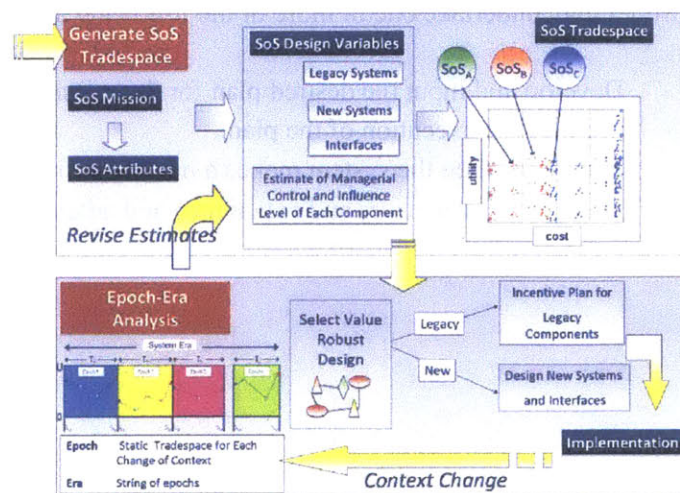 Generate SoS
Tradespace
SoS Mission
SoS Attributes
Revise Estimates
SoS Design Variables
Legacy Systems
New Systems
Interfaces
Estimate of Managerial
Control and Influence
Level of Each Component
SoS Tradespace
SoS_A
SoS_B
SoS_C
utility
cost
Epoch-Era
Analysis
System Era
U
0
Epoch Static Tradespace for Each
Change of Context
Era String of epochs
Select Value
Robust
Design
Legacy
New
Incentive Plan for
Legacy
Components
Design New Systems
and Interfaces
Implementation
Context Change